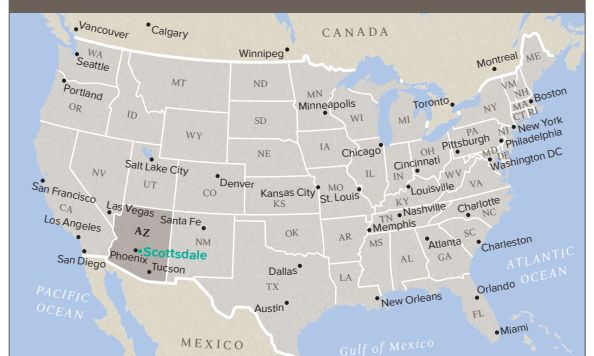 Vancouver
Calgary
CANADA
Winnipeg
WA
Seattle
Montreal
ME
MT
ND
Portland
MN
Minneapolis
Toronto
VM
NH
Boston
OR
ID
SD
WI
MI
NY
MA
CT RI
New York
WY
PA
NJ
Philadelphia
Pittsburgh
IA
Chicago
OH
MD
DE
Washington DC
NE
Salt Lake City
Cincinnati
IL
IN
WV
NV
UT
Denver
CO
Kansas City
KS
MO
St. Louis
Louisville
VA
San Francisco
CA
Las Vegas
Santa Fe
KY
Nashville
Charlotte
NC
Los Angeles
AZ
NM
OK
AR
TN
Memphis
MS
SC
Atlanta
Charleston
San Diego
Phoenix
Scottsdale
Tucson
Dallas
AL
GA
ATLANTIC
OCEAN
TX
LA
PACIFIC
OCEAN
Austin
New Orleans
Orlando
FL
MEXICO
Gulf of Mexico
Miami